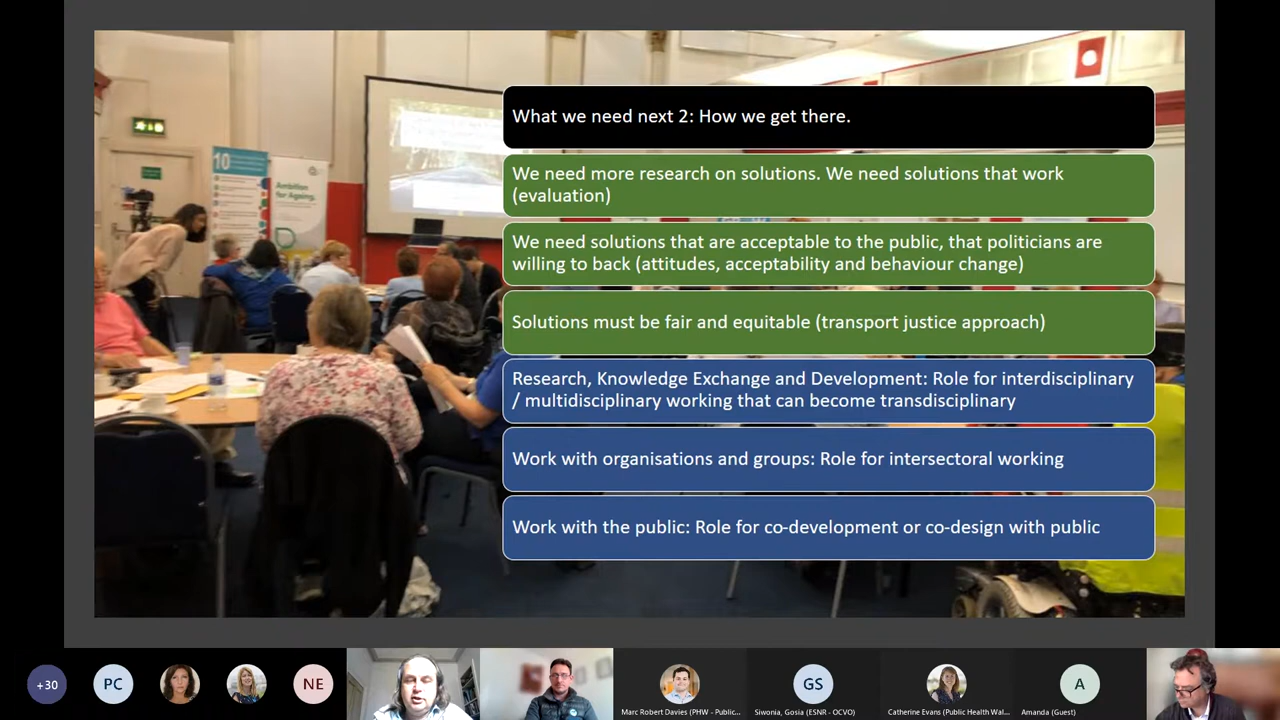 What we need next 2: How we get there.
We need more research on solutions. We need solutions that work
(evaluation)
We need solutions that are acceptable to the public, that politicians are
willing to back (attitudes, acceptability and behaviour change)
Solutions must be fair and equitable (transport justice approach)
Research, Knowledge Exchange and Development: Role for interdisciplinary
/ multidisciplinary working that can become transdisciplinary
Work with organisations and groups: Role for intersectoral working
Work with the public: Role for co-development or co-design with public
10
Ambition
for Ageing.
+30
PC
NE
GS
A
Marc Robert Davies (PHW - Public...
Siwonia, Gosia (ESNR - OCVO)
Catherine Evans (Public Health Wal...
Amanda (Guest)